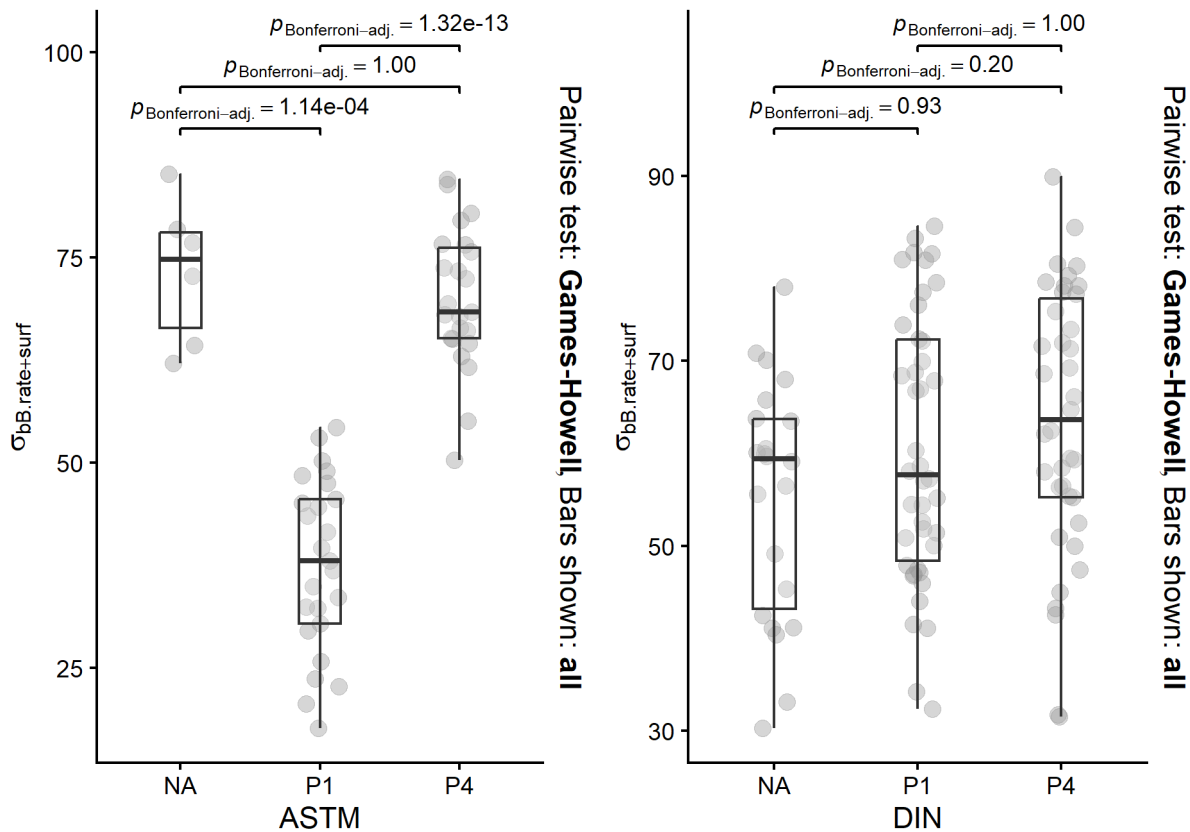 pBonferroni−adj. = 1.32e-13
pBonferroni−adj. = 1.00
pBonferroni−adj. = 1.14e-04
100
75
50
25
σbB.rate+surf
NA P1 P4
ASTM
Pairwise test: Games-Howell, Bars shown: all
pBonferroni−adj. = 1.00
pBonferroni−adj. = 0.20
pBonferroni−adj. = 0.93
90
70
50
30
σbB.rate+surf
NA P1 P4
DIN
Pairwise test: Games-Howell, Bars shown: all